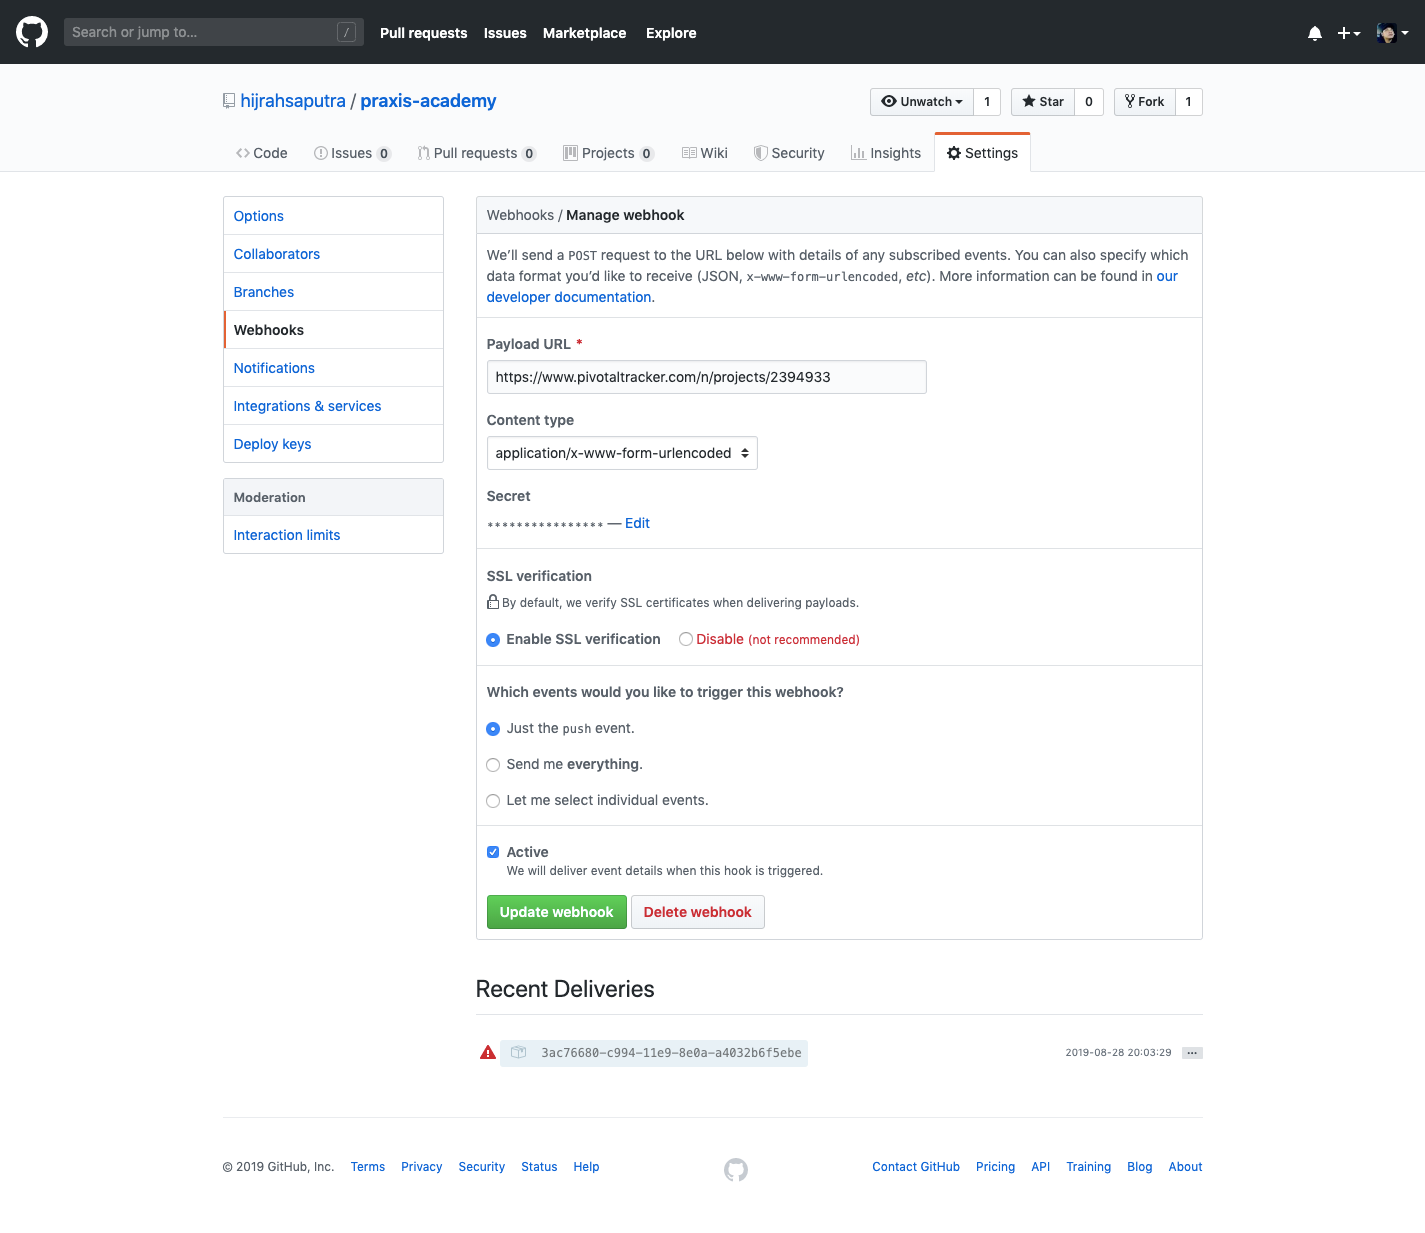 Search or jump to...
/
Pull requests Issues Marketplace Explore
hijrahsaputra / praxis-academy
Unwatch 1 Star 0 Fork 1
Code Issues 0 Pull requests 0 Projects 0 Wiki Security Insights Settings
Options
Collaborators
Branches
Webhooks
Notifications
Integrations & services
Deploy keys
Moderation
Interaction limits
Webhooks / Manage webhook
We’ll send a POST request to the URL below with details of any subscribed events. You can also specify which
data format you’d like to receive (JSON, x-www-form-urlencoded, etc). More information can be found in our
developer documentation.
Payload URL *
https://www.pivotaltracker.com/n/projects/2394933
Content type
application/x-www-form-urlencoded
Secret
**************** — Edit
SSL verification
By default, we verify SSL certificates when delivering payloads.
Enable SSL verification Disable (not recommended)
Which events would you like to trigger this webhook?
Just the push event.
Send me everything.
Let me select individual events.
Active
We will deliver event details when this hook is triggered.
Update webhook Delete webhook
Recent Deliveries
3ac76680-c994-11e9-8e0a-a4032b6f5ebe 2019-08-28 20:03:29 ...
© 2019 GitHub, Inc. Terms Privacy Security Status Help Contact GitHub Pricing API Training Blog About